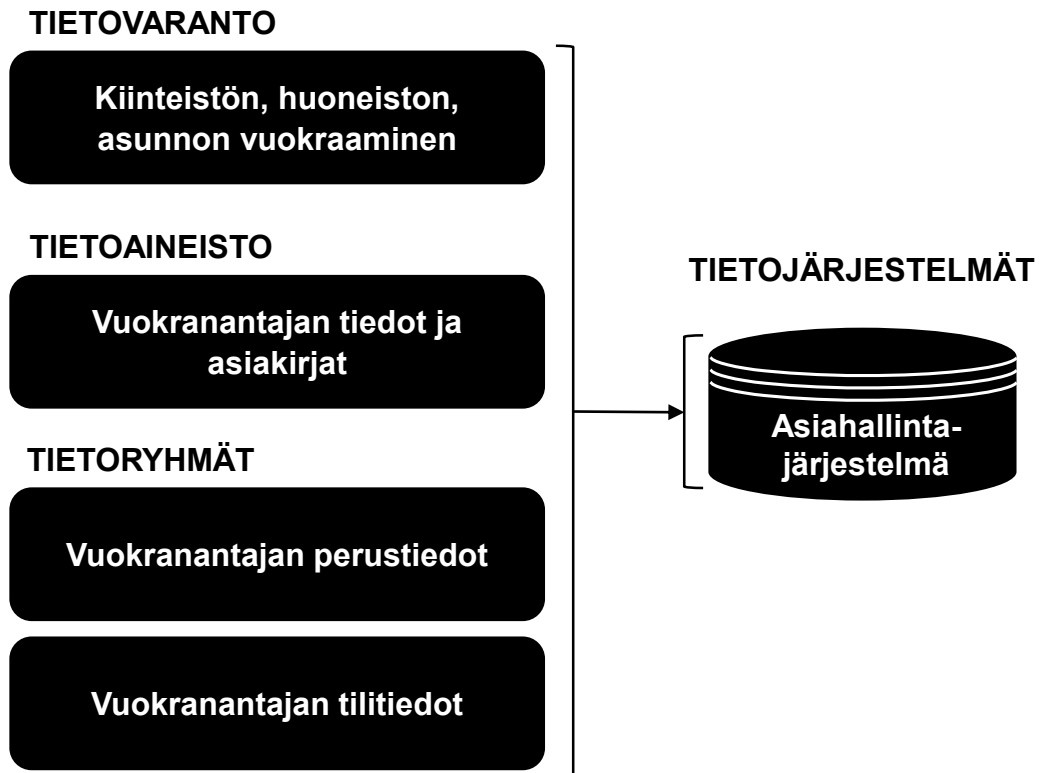 TIETOVARANTO
Kiinteistön, huoneiston,
asunnon vuokraaminen
TIETOAINEISTO
Vuokranantajan tiedot ja
asiakirjat
TIETORYHMÄT
Vuokranantajan perustiedot
Vuokranantajan tilitiedot
TIETOJÄRJESTELMÄT
Asiahallinta-
järjestelmä